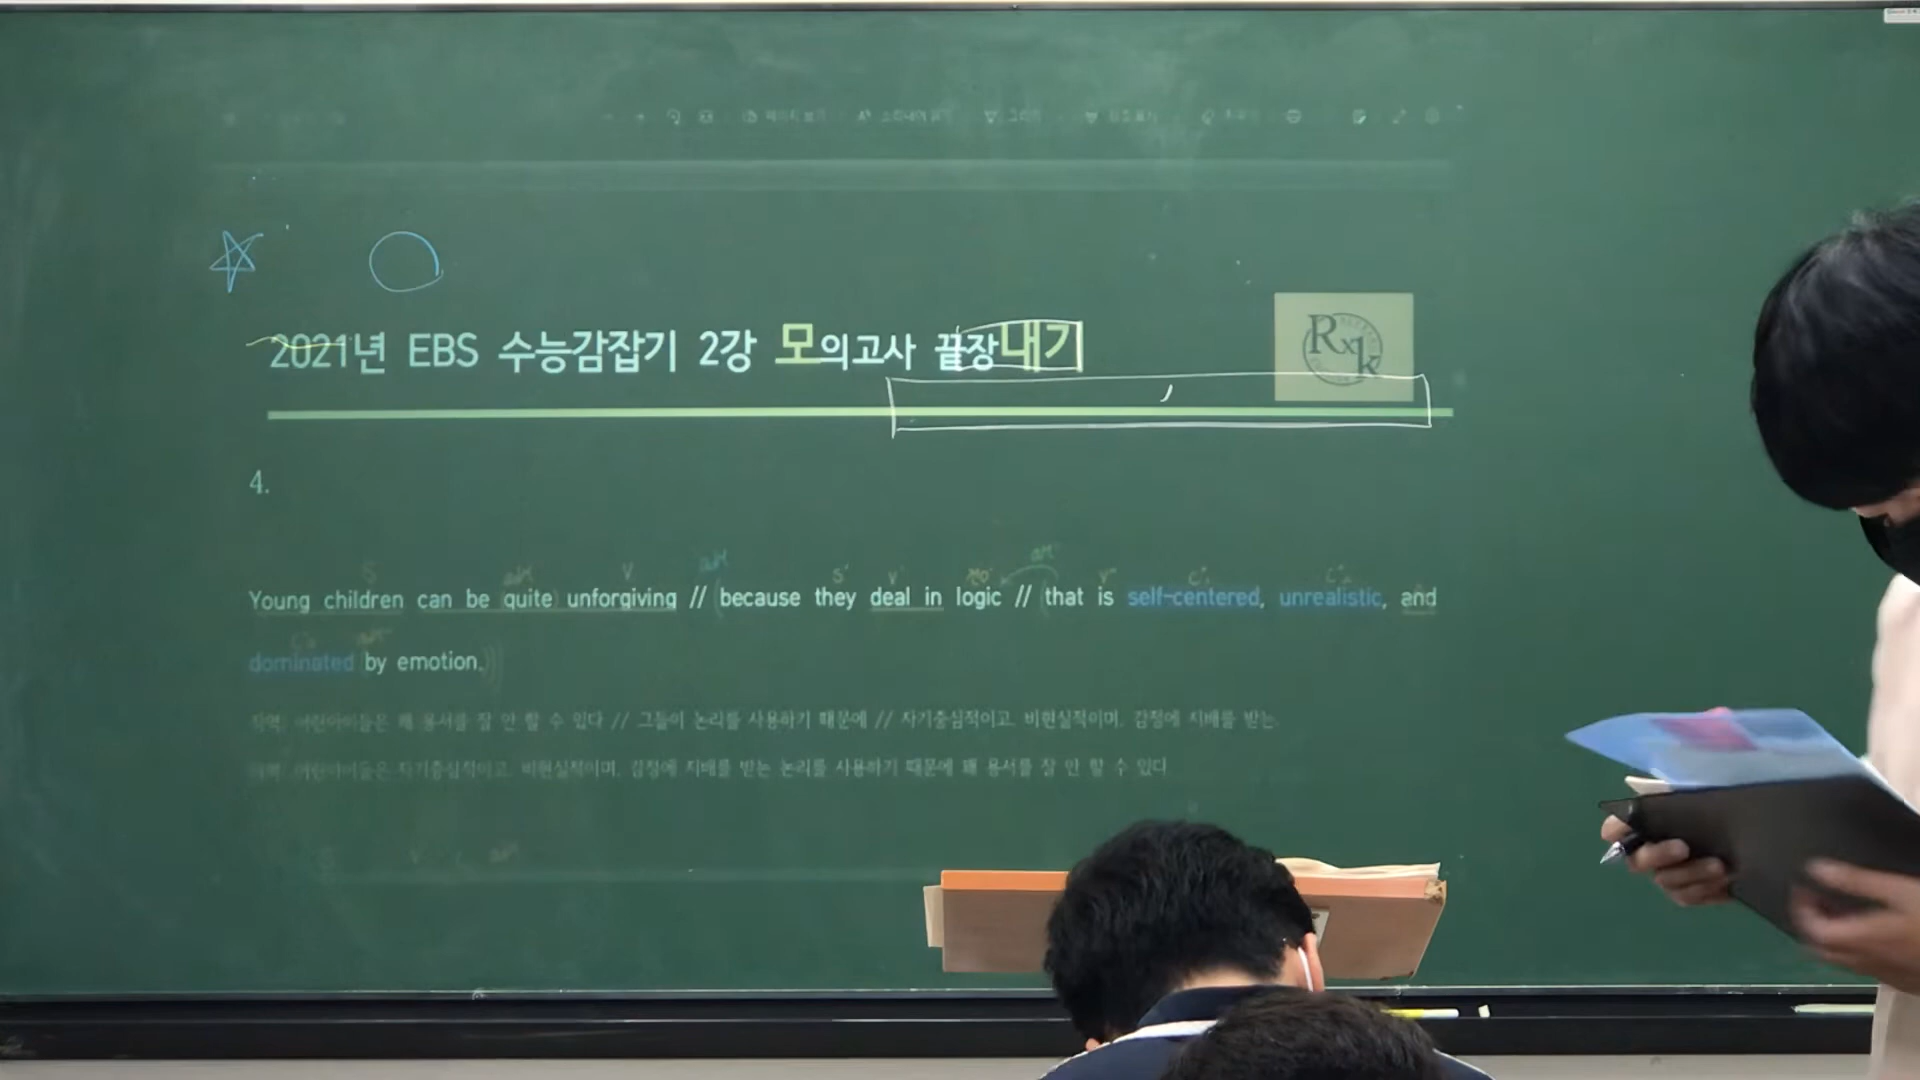 페이지 보기
2021년 EBS 수능감잡기 2강 모의고사 끝장내기
RxK
4.
Young children can be quite unforgiving // because they deal in logic // that is self-centered, unrealistic, and
dominated by emotion.
직역: 어린아이들은 꽤 용서를 잘 안 할 수 있다 // 그들이 논리를 사용하기 때문에 // 자기중심적이고, 비현실적이며, 감정에 지배를 받는
의역: 어린아이들은 자기중심적이고, 비현실적이며, 감정에 지배를 받는 논리를 사용하기 때문에 꽤 용서를 잘 안 할 수 있다